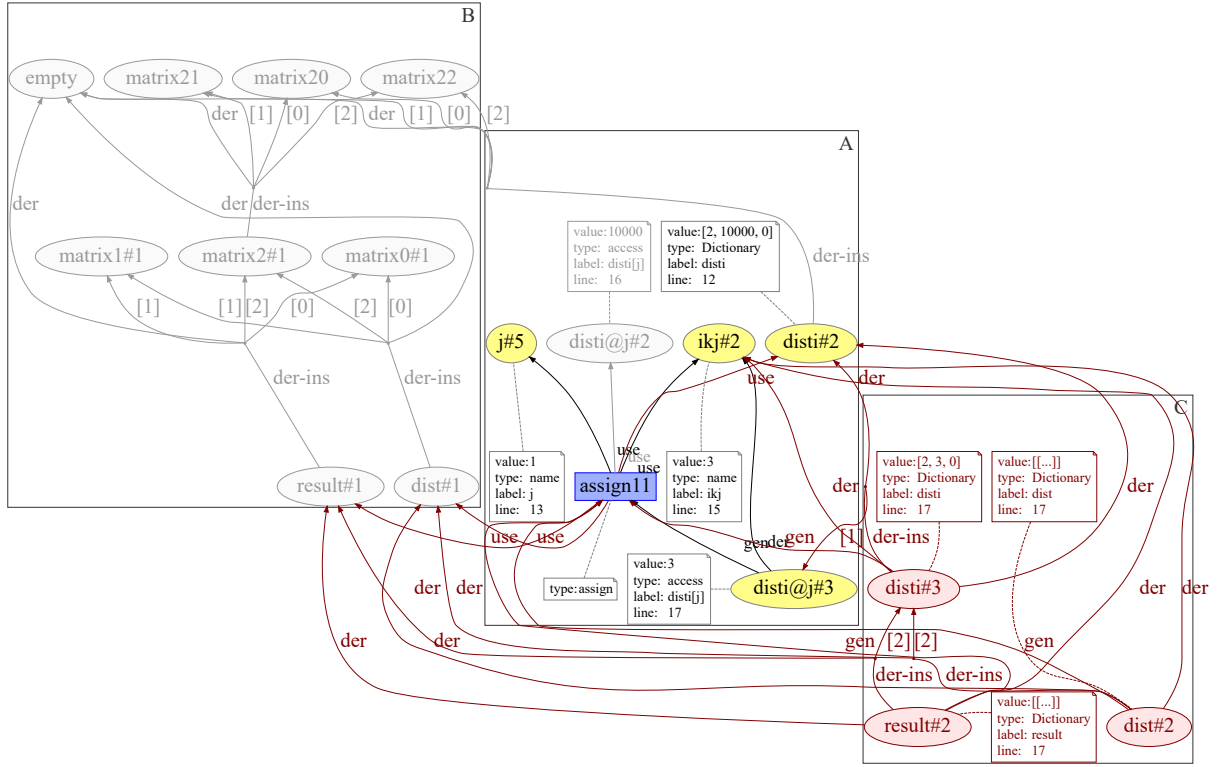 B
empty
matrix21
matrix20
matrix22
der
[1]
[0]
[2]
der
[1]
[0]
[2]
A
der
der
der-ins
value:10000
type: access
label: disti[j]
line: 16
value:[2, 10000, 0]
type: Dictionary
label: disti
line: 12
matrix1#1
matrix2#1
matrix0#1
der-ins
[1]
[1]
[2]
[0]
[2]
[0]
j#5
disti@j#2
ikj#2
disti#2
der-ins
der-ins
use
der
C
use
use
use
value:1
type: name
label: j
line: 13
value:3
type: name
label: ikj
line: 15
value:[2, 3, 0]
type: Dictionary
label: disti
line: 17
value:[[...]]
type: Dictionary
label: dist
line: 17
result#1
dist#1
assign11
der
der
use
use
gen
der
gen
[1]
der-ins
type:assign
value:3
type: access
label: disti[j]
line: 17
disti@j#3
disti#3
der
der
der
der
der
der
gen
[2]
[2]
gen
der-ins
der-ins
result#2
value:[[...]]
type: Dictionary
label: result
line: 17
dist#2